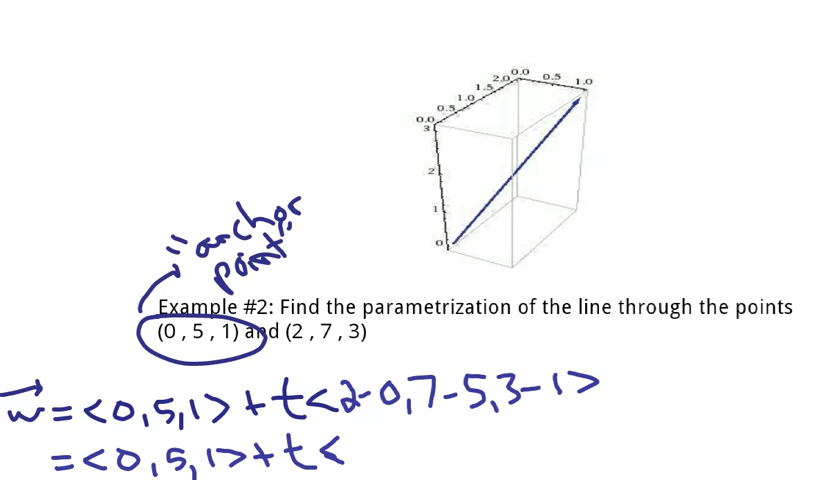 0.0 0.5 1.0
2.0
1.5
1.0
0.5
0.0
3
2
1
0
= anchor
point
Example #2: Find the parametrization of the line through the points
(0 , 5 , 1) and (2 , 7 , 3)
w = <0,5,1> + t<2-0,7-5,3-1>
= <0,5,1> + t<